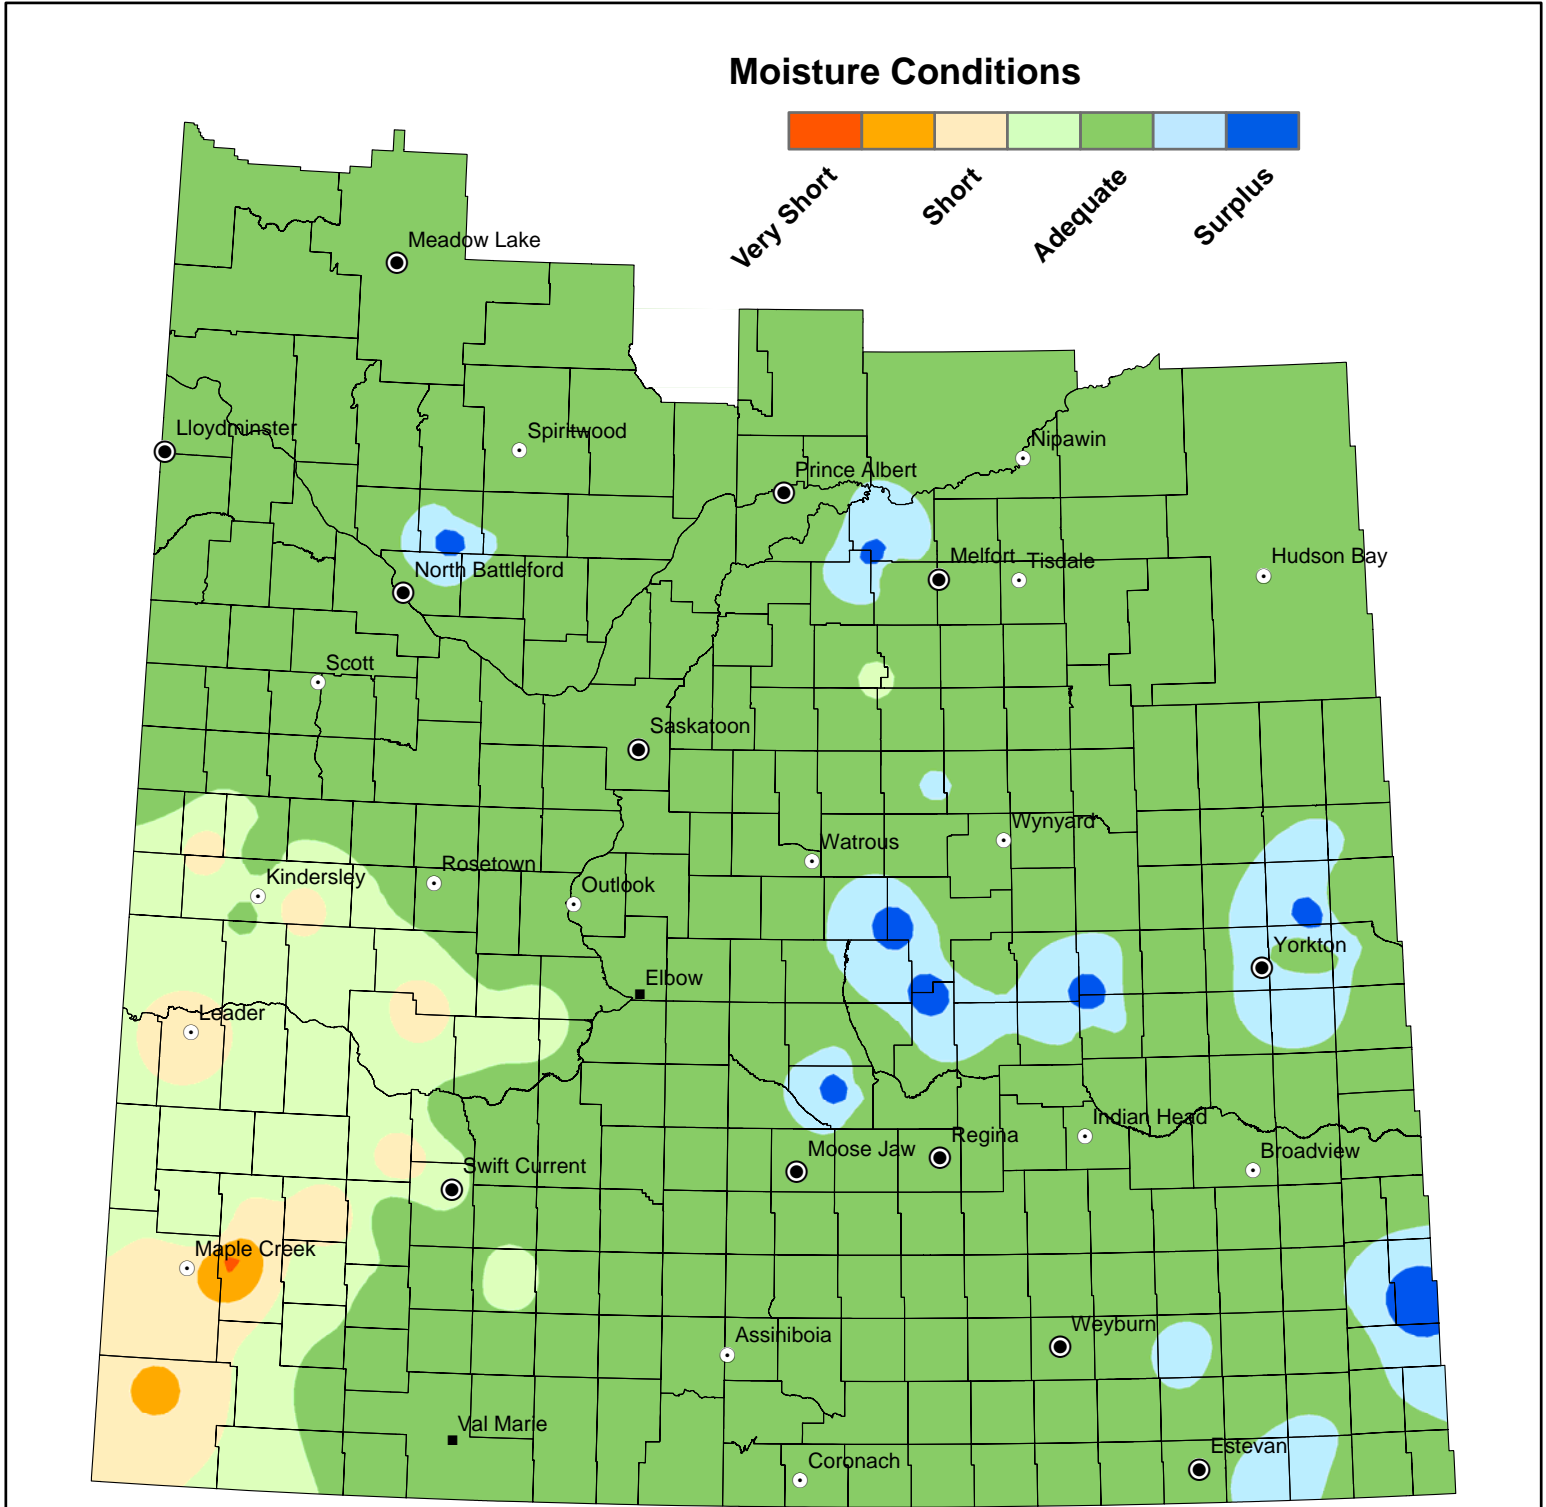 Moisture Conditions
Very Short
Short
Adequate
Surplus
Meadow Lake
Lloydminster
Spiritwood
Nipawin
Prince Albert
Melfort
Tisdale
Hudson Bay
North Battleford
Scott
Saskatoon
Wynyard
Watrous
Rosetown
Kindersley
Outlook
Yorkton
Elbow
Leader
Indian Head
Regina
Moose Jaw
Broadview
Swift Current
Maple Creek
Weyburn
Assiniboia
Val Marie
Estevan
Coronach